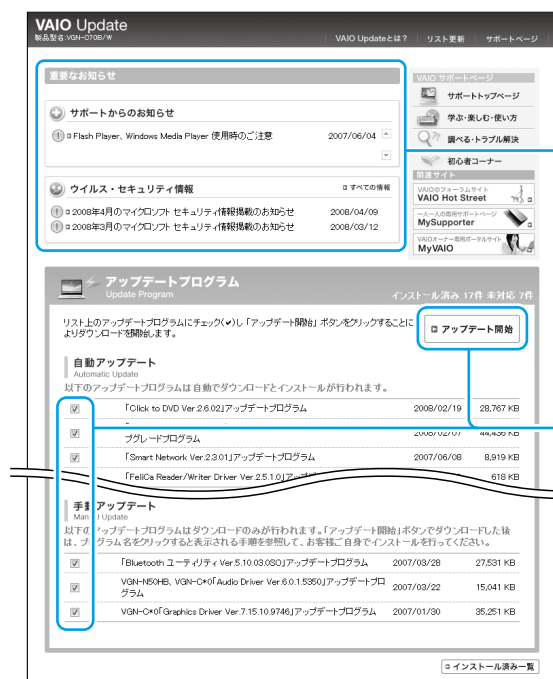 VAIO Update
製品型名:VGN-C70B/W
VAIO Updateとは? リスト更新 サポートページ
重要なお知らせ
サポートからのお知らせ
Flash Player、Windows Media Player 使用時のご注意 2007/06/04
ウイルス・セキュリティ情報 すべての情報
2008年4月のマイクロソフト セキュリティ情報掲載のお知らせ 2008/04/09
2008年3月のマイクロソフト セキュリティ情報掲載のお知らせ 2008/03/12
VAIO サポートページ
サポートトップページ
学ぶ・楽しむ・使い方
調べる・トラブル解決
初心者コーナー
関連サイト
VAIOのフォーラムサイト
VAIO Hot Street
一人一人の専用サポートページ
MySupporter
VAIOオーナー専用ポータルサイト
MyVAIO
アップデートプログラム
Update Program
インストール済み 17件 未対応 7件
リスト上のアップデートプログラムにチェック(✔)し「アップデート開始」ボタンをクリックすることに
よりダウンロードを開始します。
アップデート開始
自動アップデート
Automatic Update
以下のアップデートプログラムは自動でダウンロードとインストールが行われます。
「Click to DVD Ver.2.6.02」アップデートプログラム 2008/02/19 28,767 KB
プグレードプログラム 2008/02/07 44,436 KB
「Smart Network Ver.2.3.01」アップデートプログラム 2007/06/08 8,919 KB
「FeliCa Reader/Writer Driver Ver.2.5.1.0」アップデ 618 KB
手動アップデート
Manual Update
以下のアップデートプログラムはダウンロードのみが行われます。「アップデート開始」ボタンでダウンロードした後
は、プログラム名をクリックすると表示される手順を参照して、お客様ご自身でインストールを行ってください。
「Bluetooth ユーティリティ Ver.5.10.03.0SO」アップデートプログラム 2007/03/28 27,531 KB
VGN-N50HB、VGN-C*0「Audio Driver Ver.6.0.1.5350」アップデートプロ
グラム 2007/03/22 15,041 KB
VGN-C*0「Graphics Driver Ver.7.15.10.9746」アップデートプログラム 2007/01/30 35,251 KB
インストール済み一覧